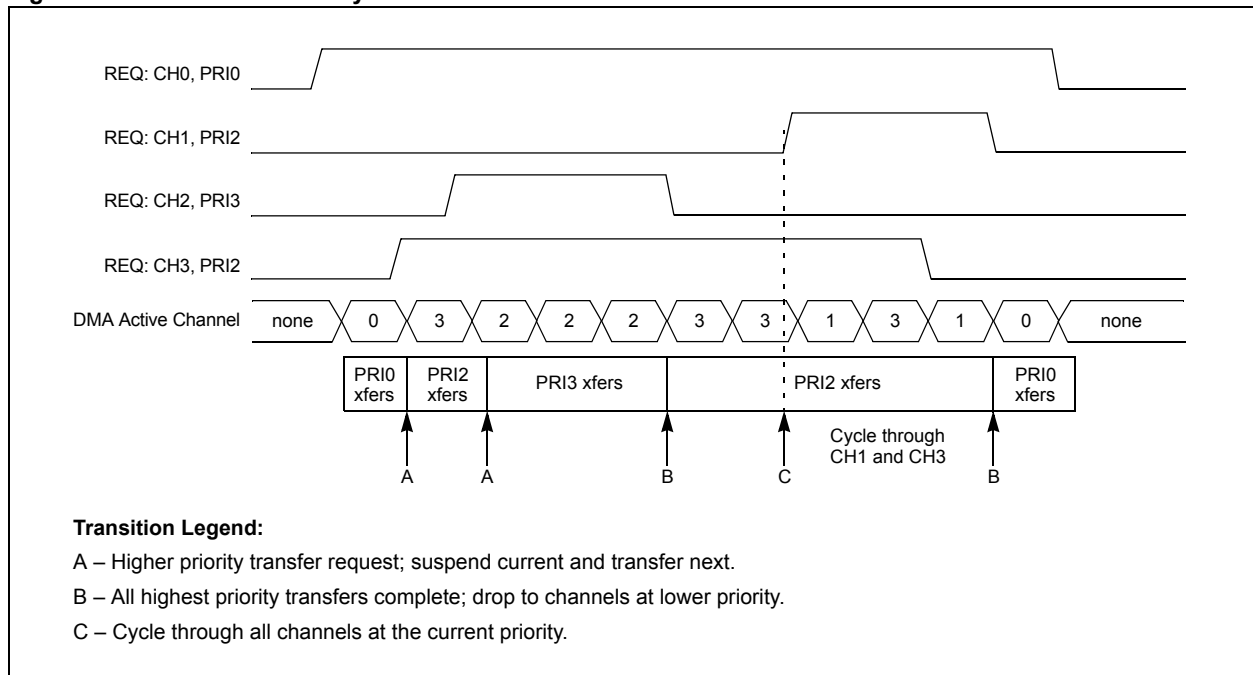 REQ: CH0, PRI0
REQ: CH1, PRI2
REQ: CH2, PRI3
REQ: CH3, PRI2
DMA Active Channel none 0 3 2 2 2 3 3 1 3 1 0 none
PRI0 xfers
PRI2 xfers
PRI3 xfers
PRI2 xfers
PRI0 xfers
Cycle through
CH1 and CH3
A A B C B
Transition Legend:
A – Higher priority transfer request; suspend current and transfer next.
B – All highest priority transfers complete; drop to channels at lower priority.
C – Cycle through all channels at the current priority.